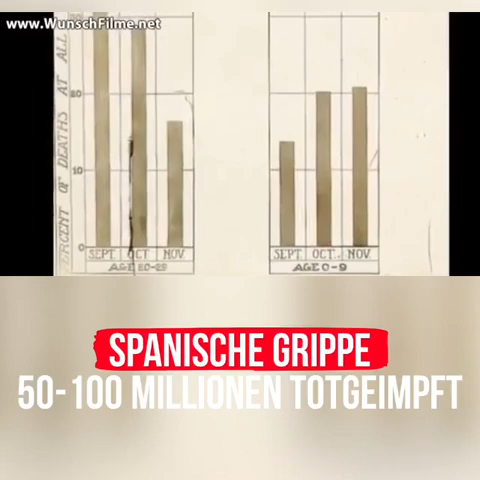 www.WunschFilme.net
PERCENT OF DEATHS AT ALL
20
10
0
SEPT. OCT. NOV.
AGE 20-29
SEPT. OCT. NOV.
AGE 0-9
SPANISCHE GRIPPE
50-100 MILLIONEN TOTGEIMPFT